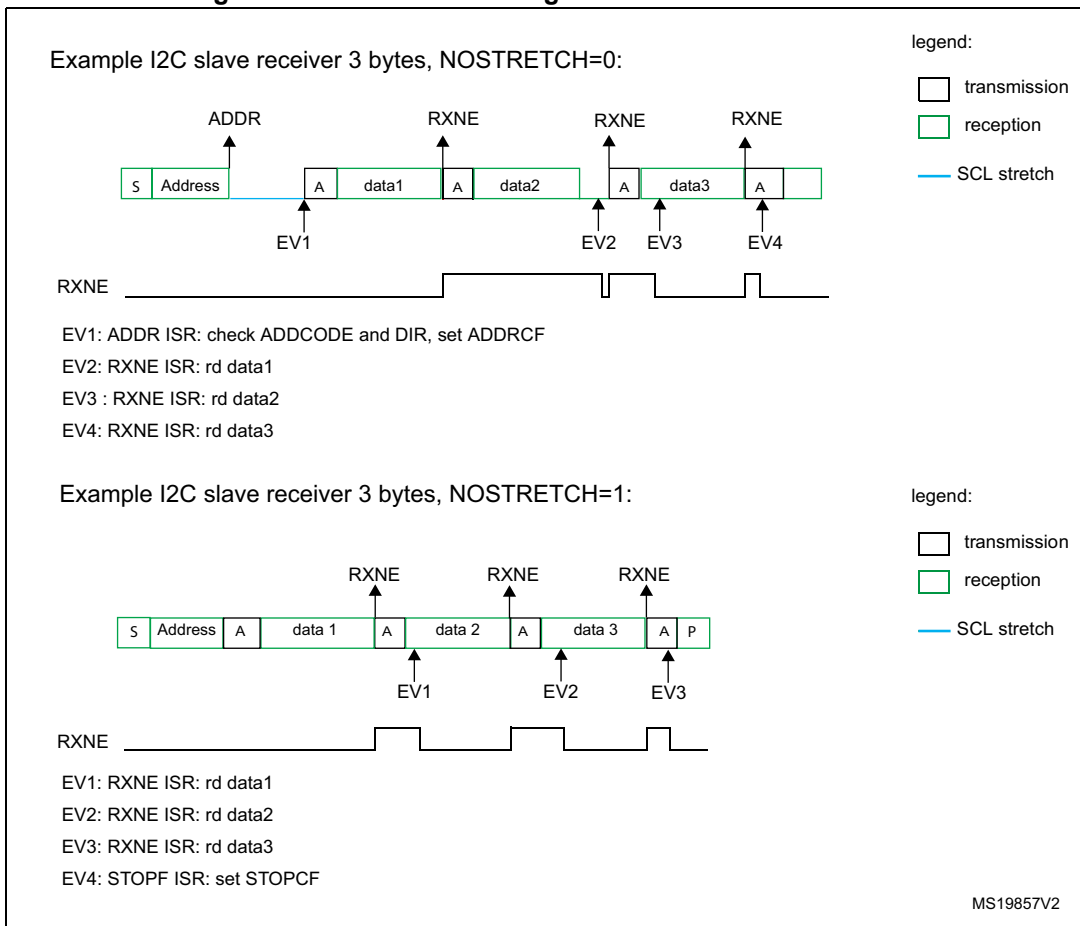 Example I2C slave receiver 3 bytes, NOSTRETCH=0:
legend:
transmission
reception
SCL stretch
ADDR RXNE RXNE RXNE
S Address A data1 A data2 A data3 A
EV1 EV2 EV3 EV4
RXNE
EV1: ADDR ISR: check ADDCODE and DIR, set ADDRCF
EV2: RXNE ISR: rd data1
EV3 : RXNE ISR: rd data2
EV4: RXNE ISR: rd data3
Example I2C slave receiver 3 bytes, NOSTRETCH=1:
legend:
transmission
reception
SCL stretch
RXNE RXNE RXNE
S Address A data 1 A data 2 A data 3 A P
EV1 EV2 EV3
RXNE
EV1: RXNE ISR: rd data1
EV2: RXNE ISR: rd data2
EV3: RXNE ISR: rd data3
EV4: STOPF ISR: set STOPCF
MS19857V2